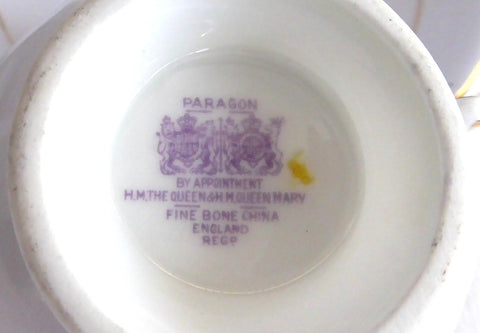 PARAGON
BY APPOINTMENT
H.M. THE QUEEN & H.M. QUEEN MARY
FINE BONE CHINA
ENGLAND
REGD